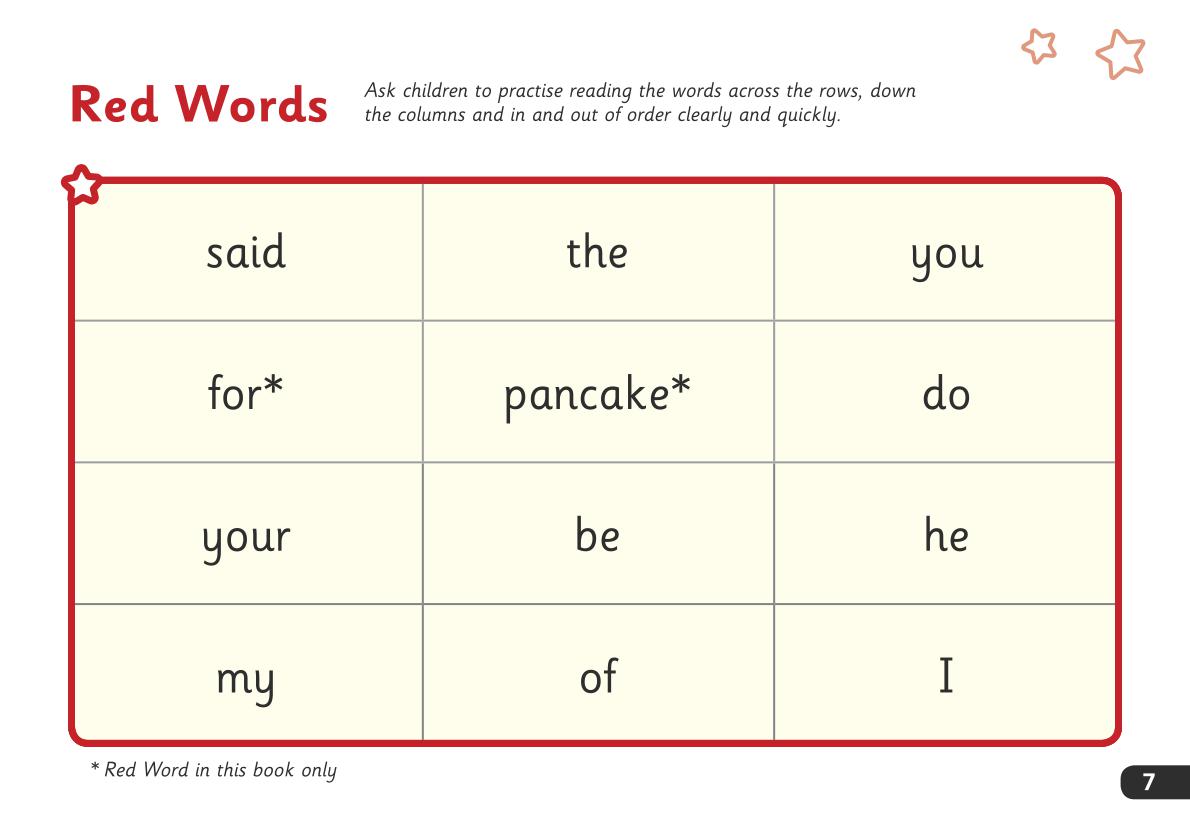 Red Words
Ask children to practise reading the words across the rows, down
the columns and in and out of order clearly and quickly.
said the you
for* pancake* do
your be he
my of I
* Red Word in this book only
7